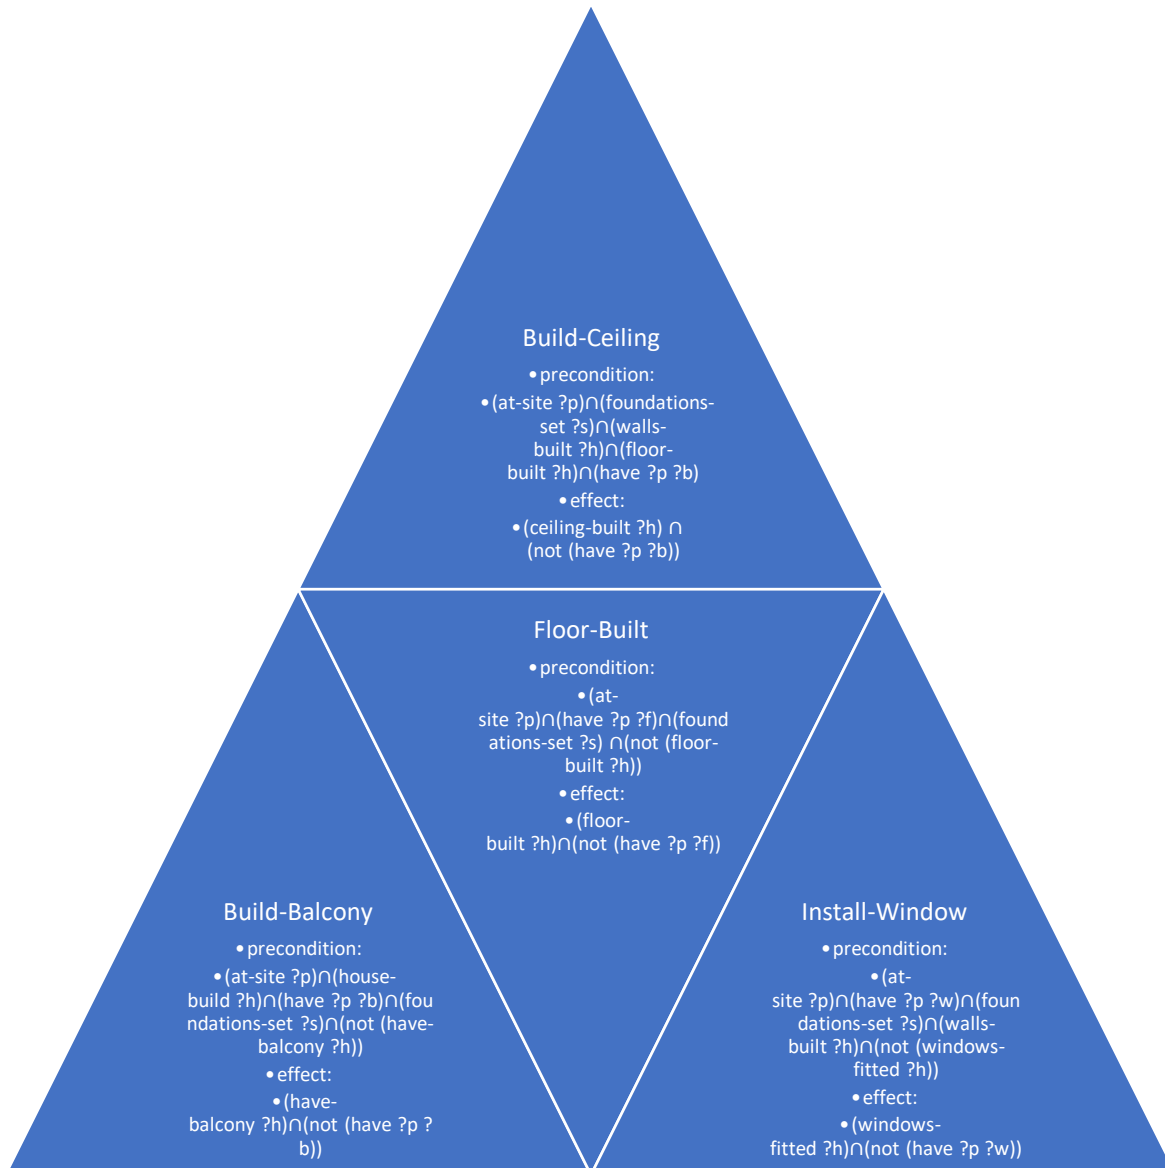 Build-Ceiling
•precondition:
•(at-site ?p)∩(foundations-
set ?s)∩(walls-
built ?h)∩(floor-
built ?h)∩(have ?p ?b)
•effect:
•(ceiling-built ?h) ∩
(not (have ?p ?b))
Floor-Built
•precondition:
•(at-
site ?p)∩(have ?p ?f)∩(found
ations-set ?s) ∩(not (floor-
built ?h))
•effect:
•(floor-
built ?h)∩(not (have ?p ?f))
Build-Balcony
•precondition:
•(at-site ?p)∩(house-
build ?h)∩(have ?p ?b)∩(fou
ndations-set ?s)∩(not (have-
balcony ?h))
•effect:
•(have-
balcony ?h)∩(not (have ?p ?
b))
Install-Window
•precondition:
•(at-
site ?p)∩(have ?p ?w)∩(foun
dations-set ?s)∩(walls-
built ?h)∩(not (windows-
fitted ?h))
•effect:
•(windows-
fitted ?h)∩(not (have ?p ?w))